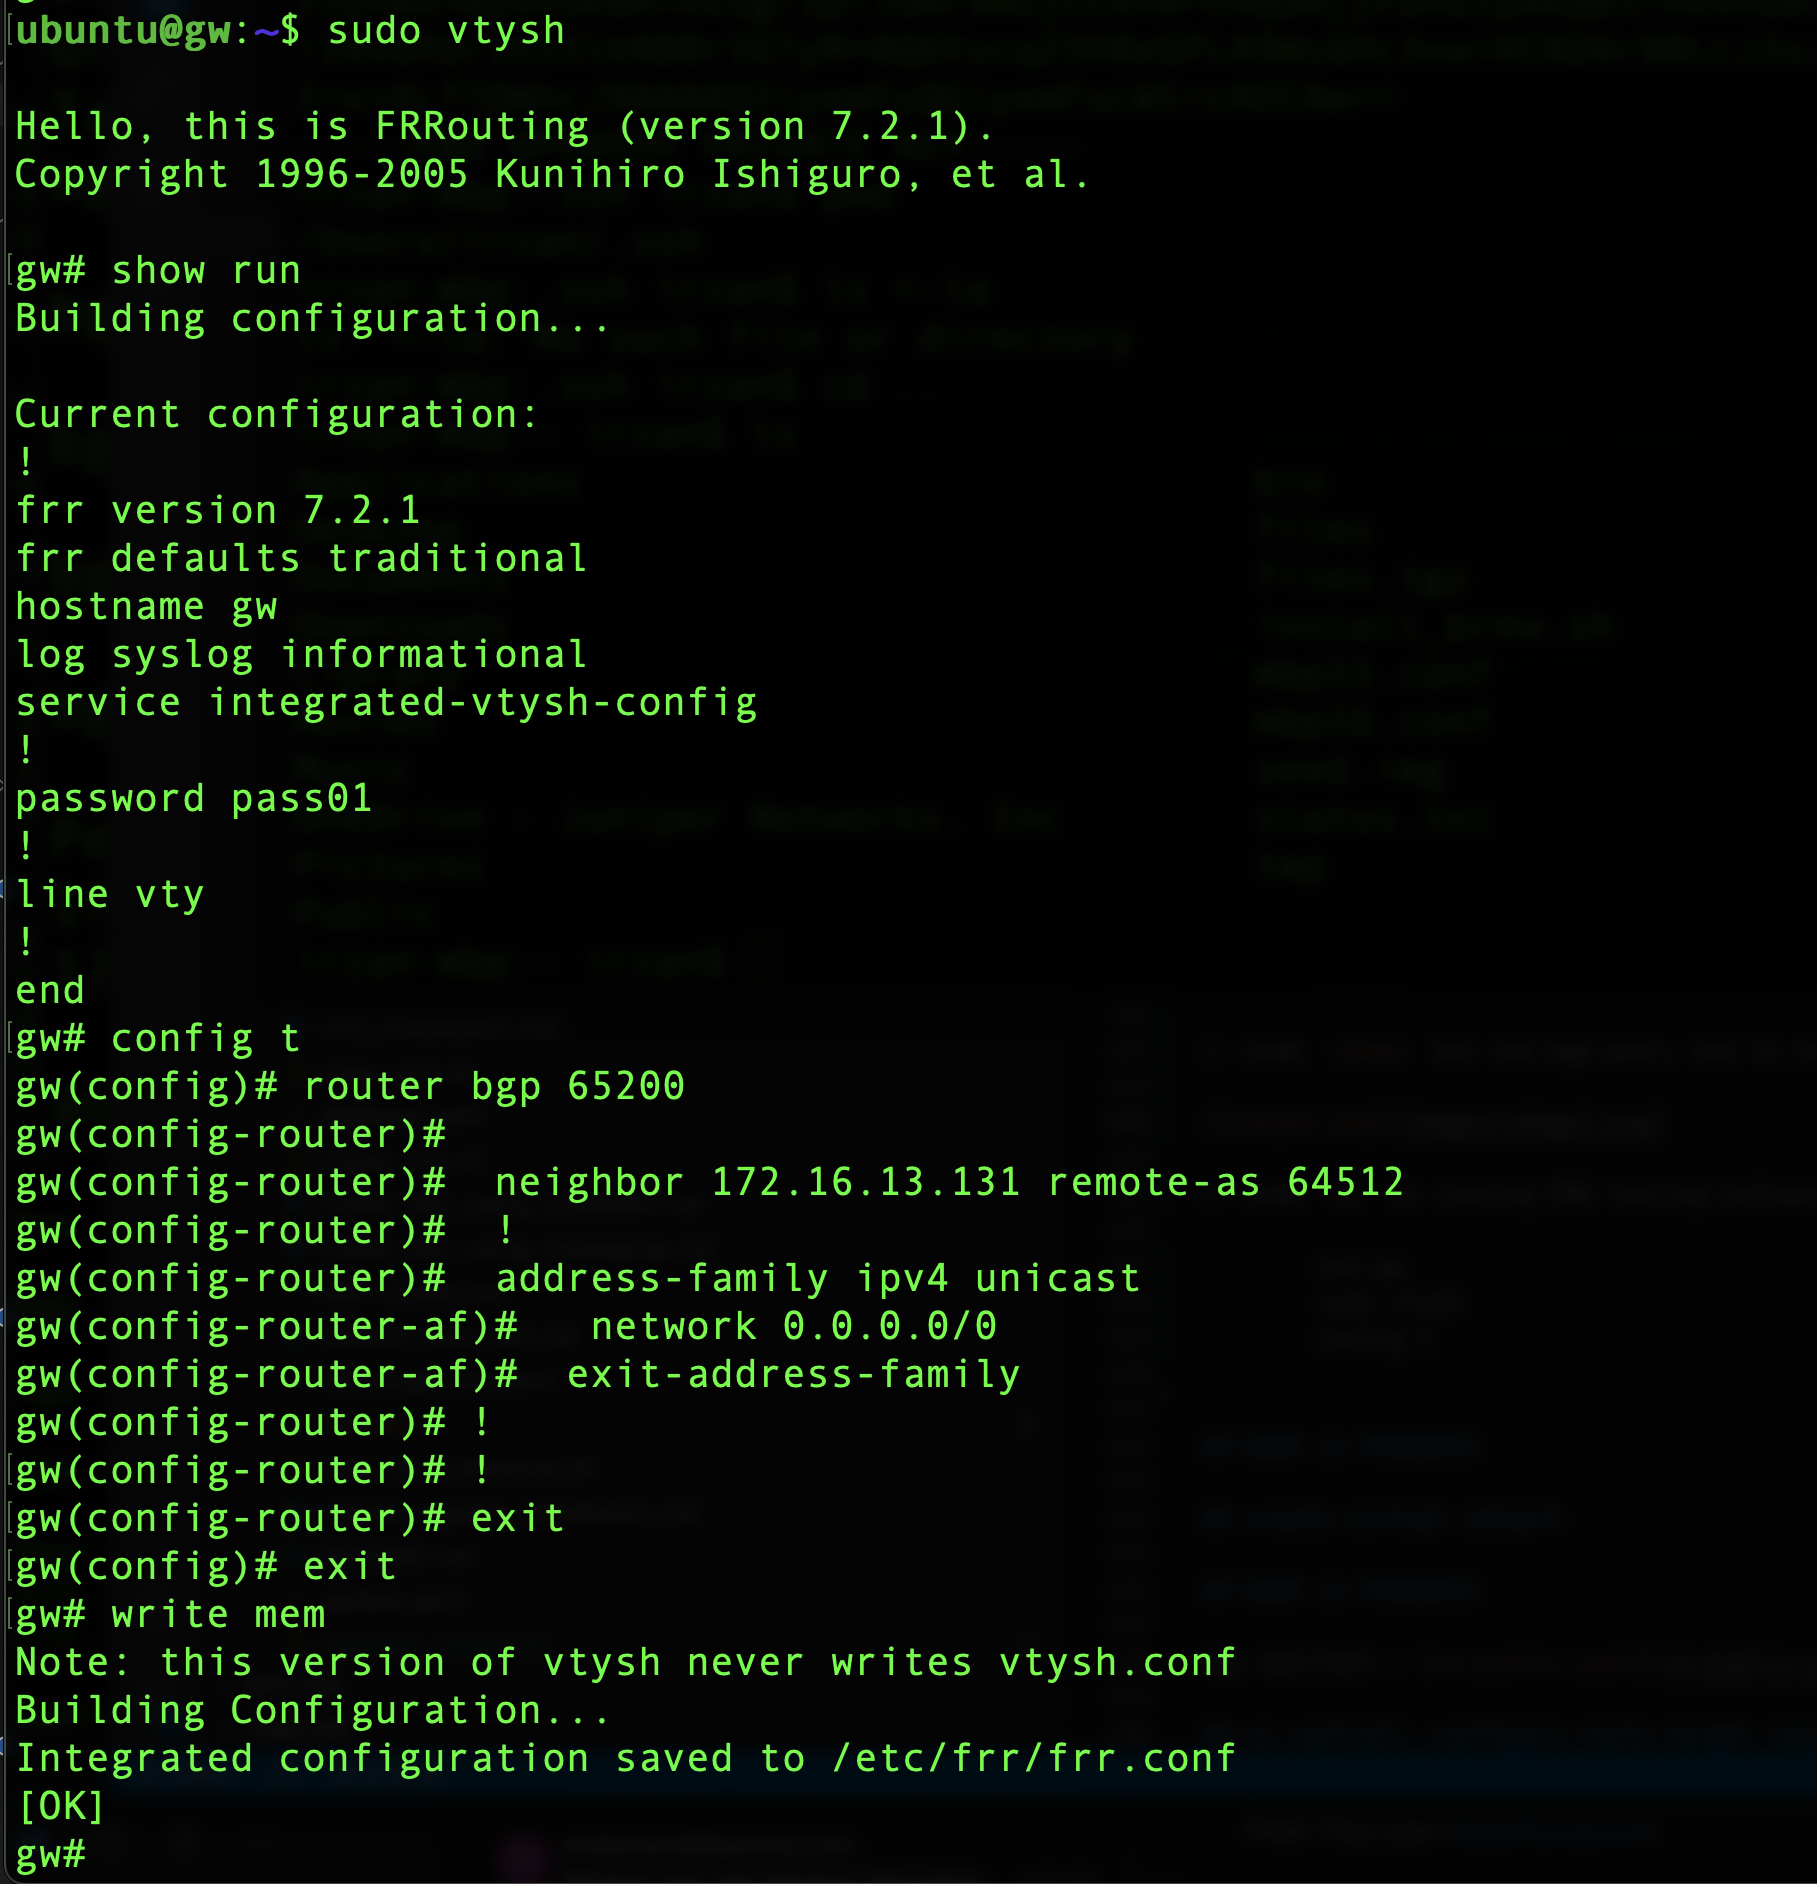 ubuntu@gw:~$ sudo vtysh
Hello, this is FRRouting (version 7.2.1).
Copyright 1996-2005 Kunihiro Ishiguro, et al.
gw# show run
Building configuration...
Current configuration:
!
frr version 7.2.1
frr defaults traditional
hostname gw
log syslog informational
service integrated-vtysh-config
!
password pass01
!
line vty
!
end
gw# config t
gw(config)# router bgp 65200
gw(config-router)#
gw(config-router)#  neighbor 172.16.13.131 remote-as 64512
gw(config-router)#  !
gw(config-router)#  address-family ipv4 unicast
gw(config-router-af)#   network 0.0.0.0/0
gw(config-router-af)#  exit-address-family
gw(config-router)# !
gw(config-router)# !
gw(config-router)# exit
gw(config)# exit
gw# write mem
Note: this version of vtysh never writes vtysh.conf
Building Configuration...
Integrated configuration saved to /etc/frr/frr.conf
[OK]
gw#